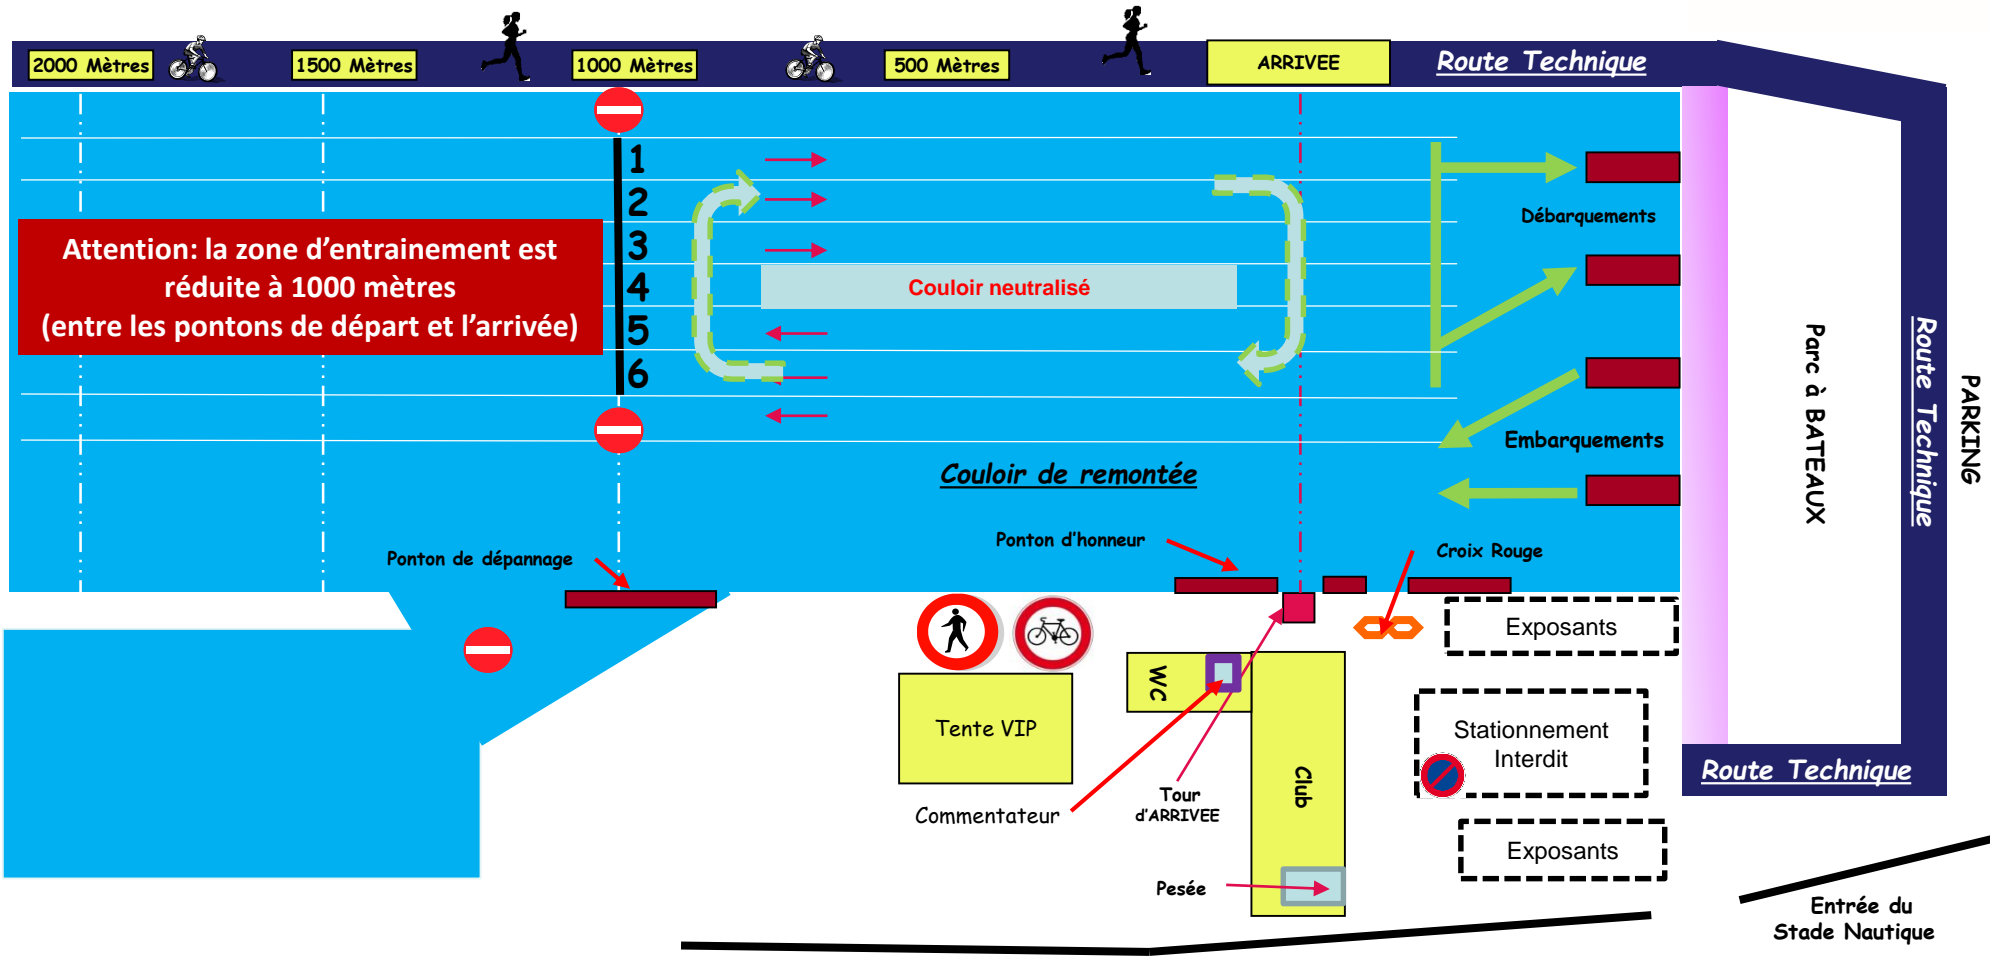 2000 Mètres
1500 Mètres
1000 Mètres
500 Mètres
ARRIVEE
Route Technique
1
2
3
4
5
6
Attention: la zone d’entrainement est
réduite à 1000 mètres
(entre les pontons de départ et l’arrivée)
Couloir neutralisé
Débarquements
Embarquements
Couloir de remontée
Ponton de dépannage
Ponton d’honneur
Croix Rouge
Parc à BATEAUX
Route Technique
PARKING
Exposants
WC
Tente VIP
Stationnement
Interdit
Route Technique
Club
Commentateur
Tour
d’ARRIVEE
Exposants
Pesée
Entrée du
Stade Nautique